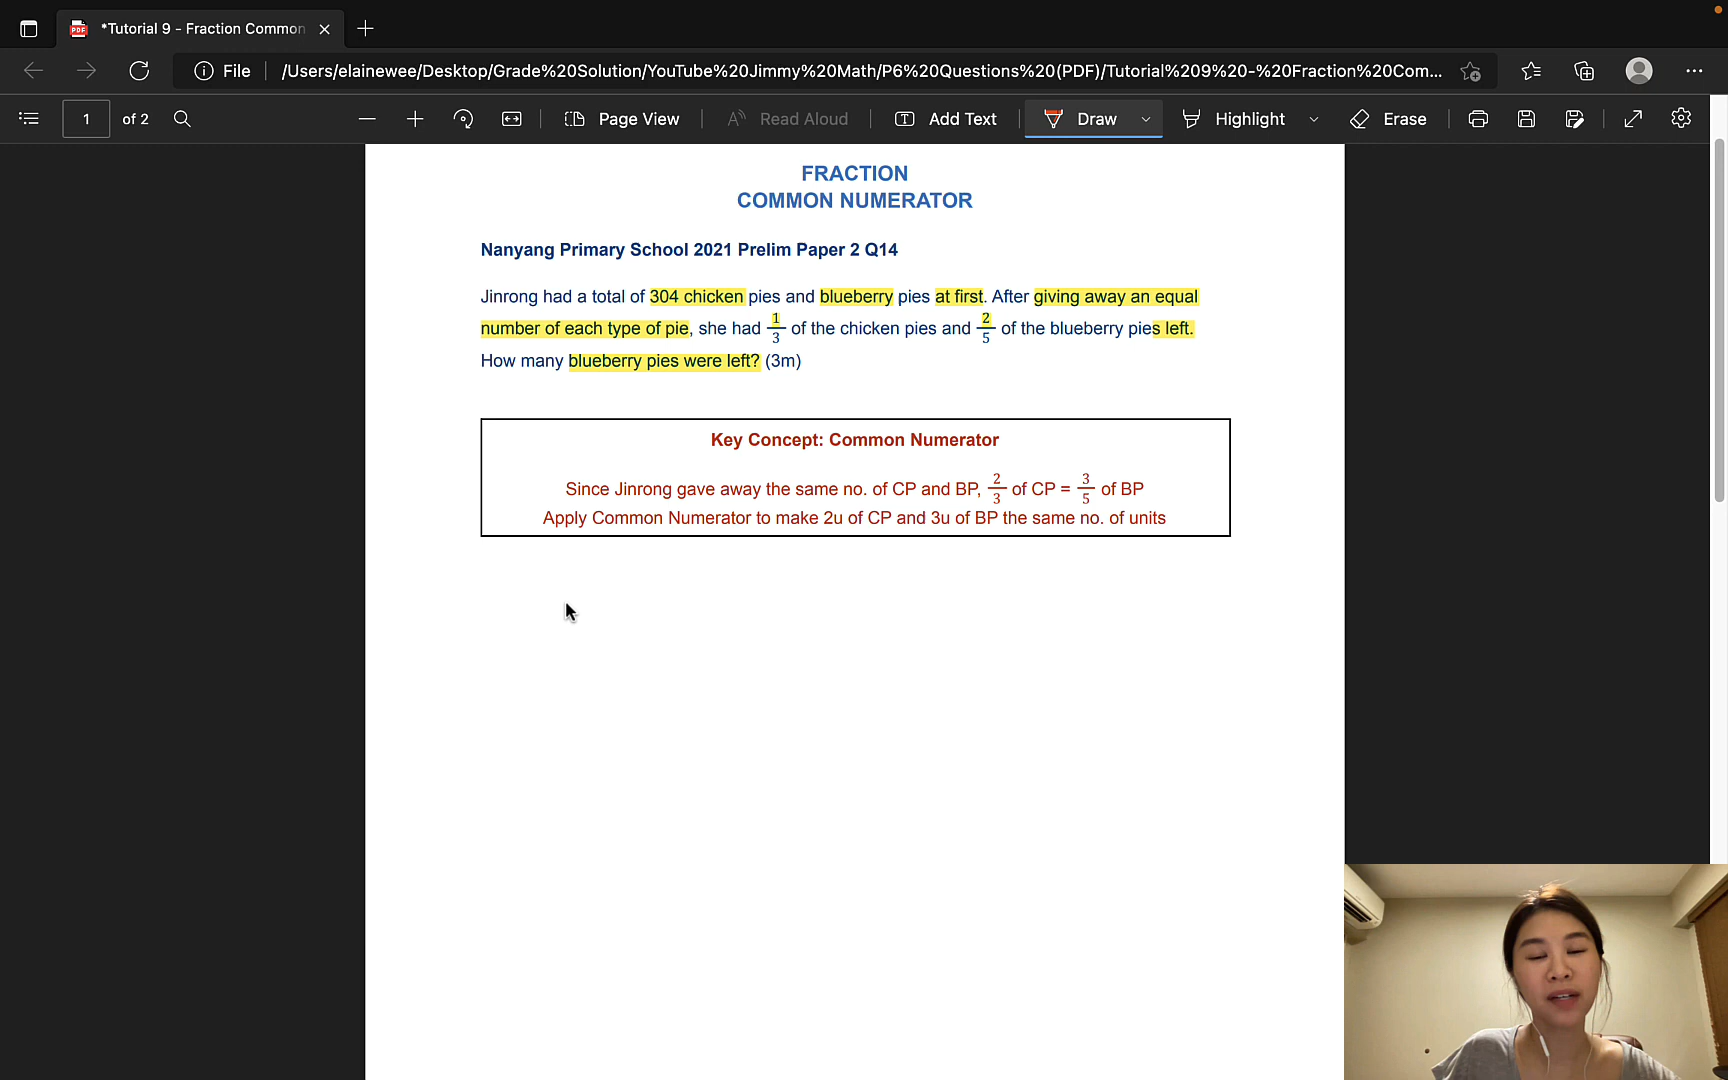 *Tutorial 9 - Fraction Common
File
/Users/elainewee/Desktop/Grade%20Solution/YouTube%20Jimmy%20Math/P6%20Questions%20(PDF)/Tutorial%209%20-%20Fraction%20Com...
1 of 2
Page View
Read Aloud
Add Text
Draw
Highlight
Erase
FRACTION
COMMON NUMERATOR
Nanyang Primary School 2021 Prelim Paper 2 Q14
Jinrong had a total of 304 chicken pies and blueberry pies at first. After giving away an equal
number of each type of pie, she had 1/3 of the chicken pies and 2/5 of the blueberry pies left.
How many blueberry pies were left? (3m)
Key Concept: Common Numerator
Since Jinrong gave away the same no. of CP and BP, 2/3 of CP = 3/5 of BP
Apply Common Numerator to make 2u of CP and 3u of BP the same no. of units